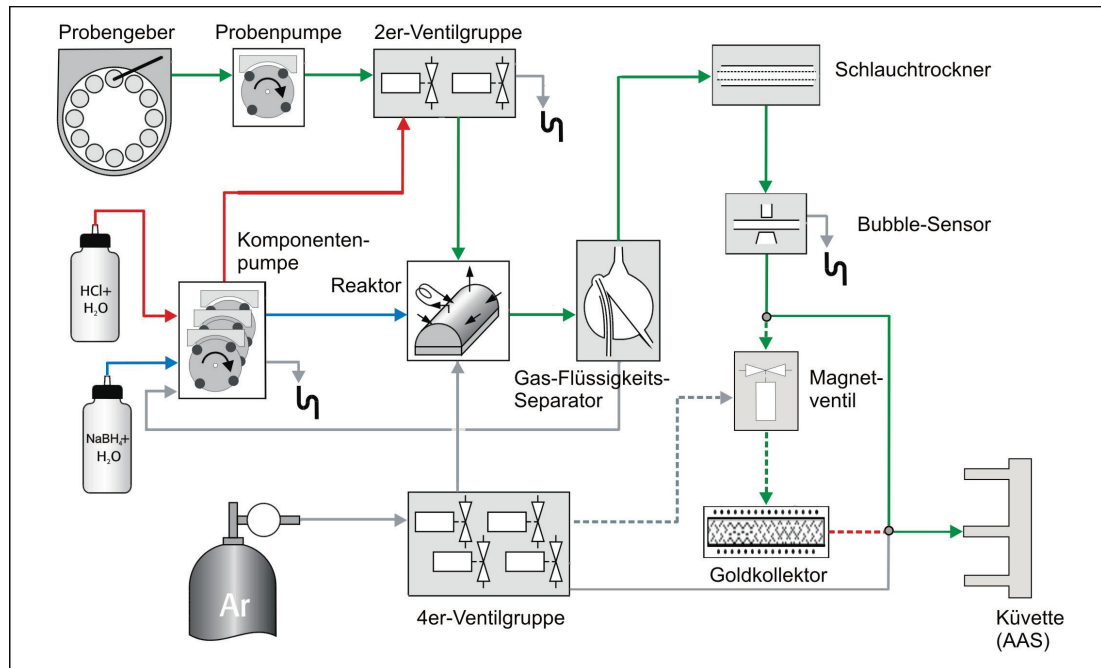 Probengeber
Probenpumpe
2er-Ventilgruppe
Schlauchtrockner
Bubble-Sensor
HCl+
H₂O
Komponenten-
pumpe
Reaktor
Gas-Flüssigkeits-
Separator
Magnet-
ventil
NaBH₄+
H₂O
Ar
4er-Ventilgruppe
Goldkollektor
Küvette
(AAS)